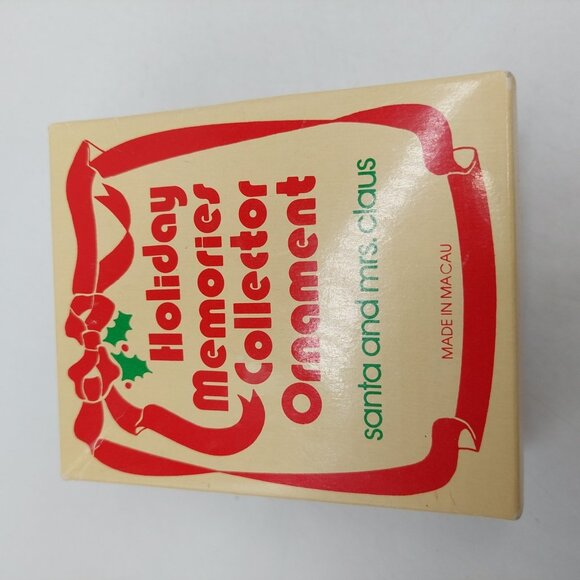 Holiday
Memories
Collector
Ornament
santa and mrs. claus
MADE IN MACAU